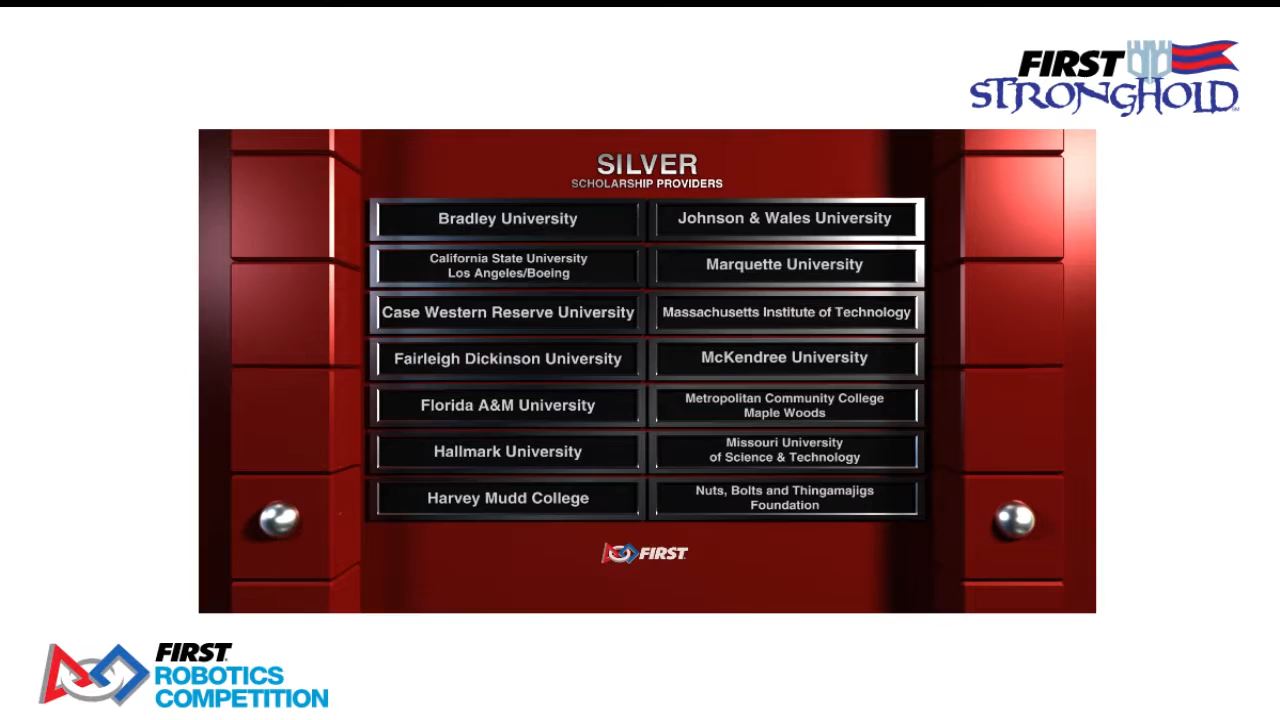 FIRST
STRONGHOLD
SILVER
SCHOLARSHIP PROVIDERS
Bradley University
Johnson & Wales University
California State University
Los Angeles/Boeing
Marquette University
Case Western Reserve University
Massachusetts Institute of Technology
Fairleigh Dickinson University
McKendree University
Florida A&M University
Metropolitan Community College
Maple Woods
Hallmark University
Missouri University
of Science & Technology
Harvey Mudd College
Nuts, Bolts and Thingamajigs
Foundation
FIRST
FIRST
ROBOTICS
COMPETITION